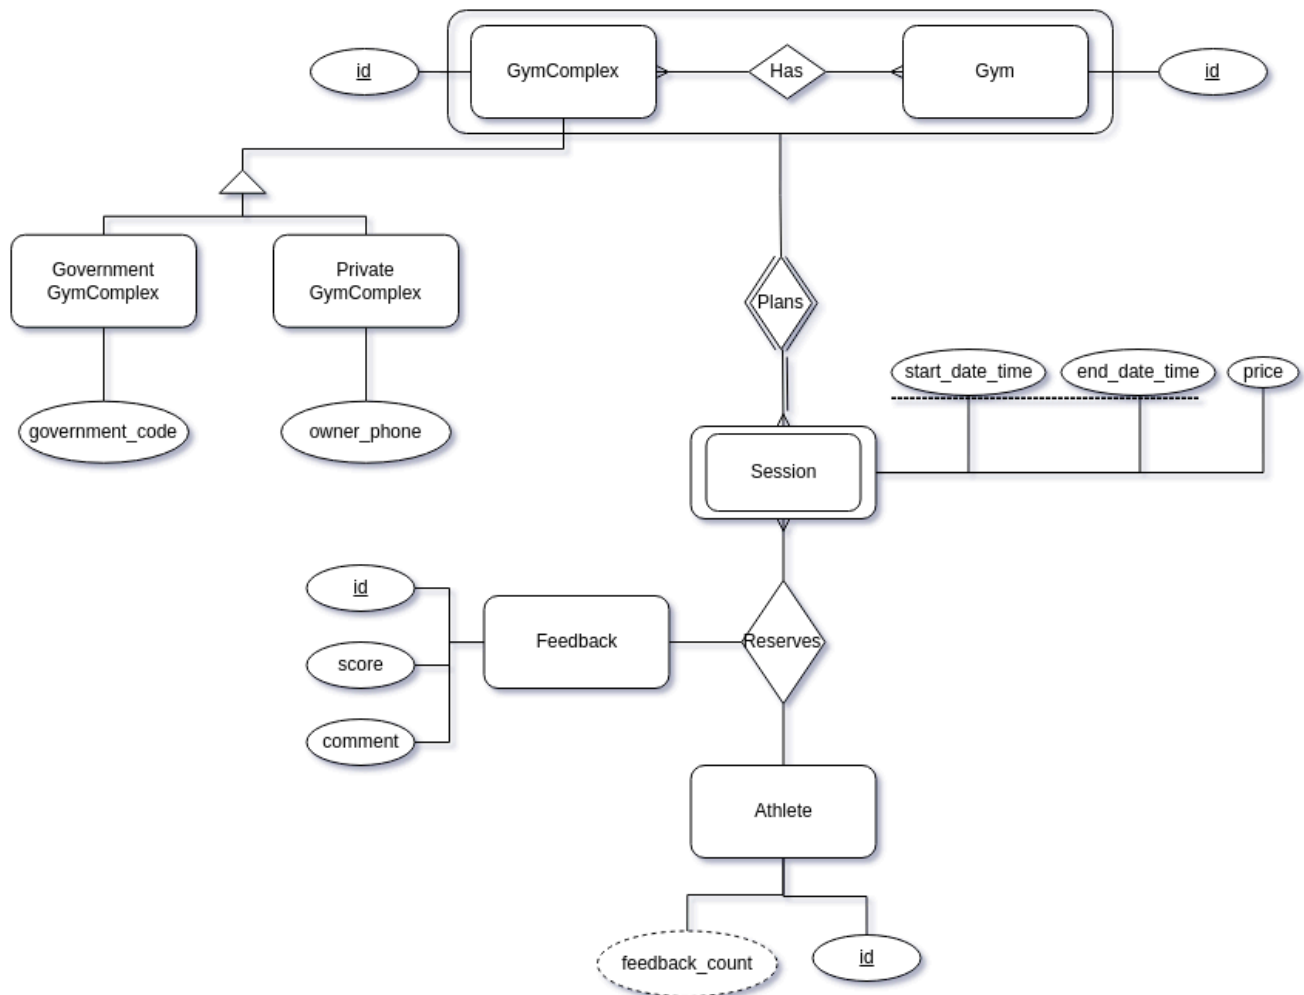 id
GymComplex
Has
Gym
id
Government
GymComplex
Private
GymComplex
Plans
government_code
owner_phone
start_date_time
end_date_time
price
Session
id
score
comment
Feedback
Reserves
Athlete
feedback_count
id